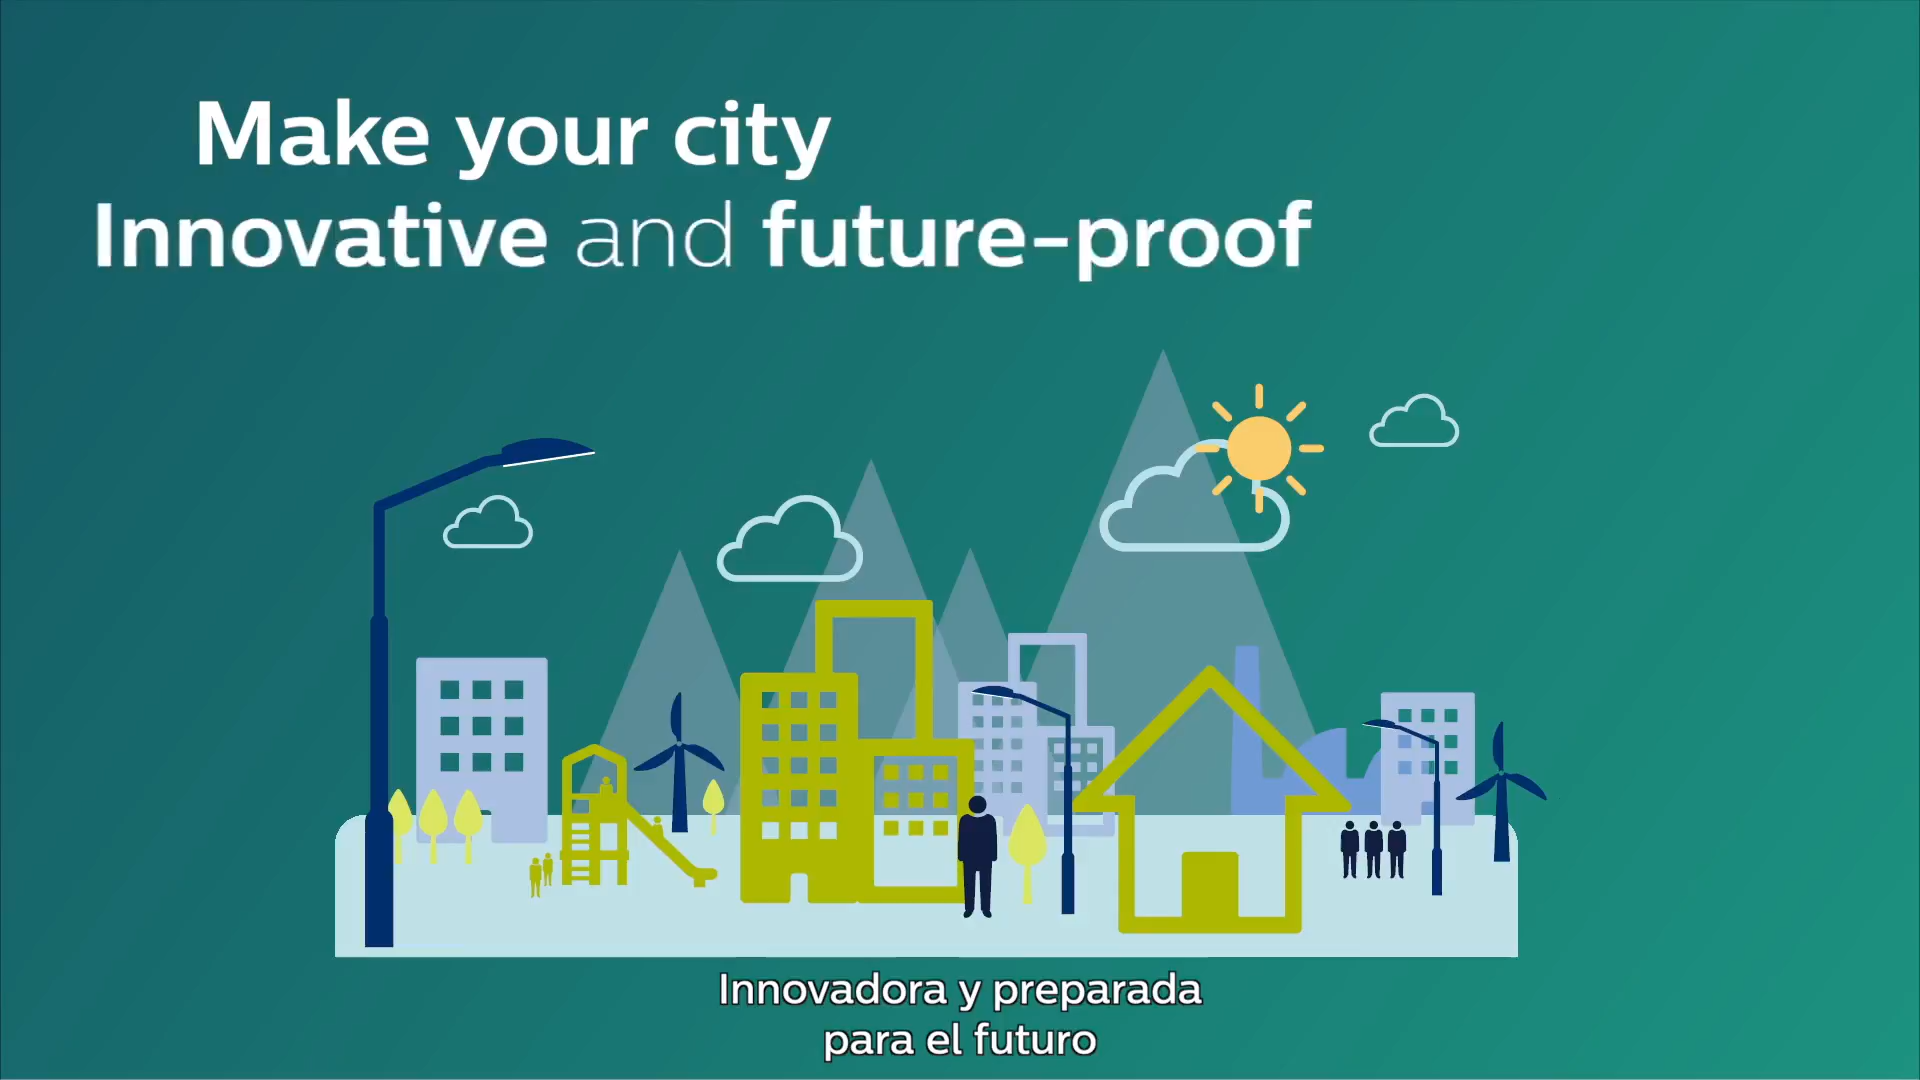 Make your city
Innovative and future-proof
Innovadora y preparada
para el futuro